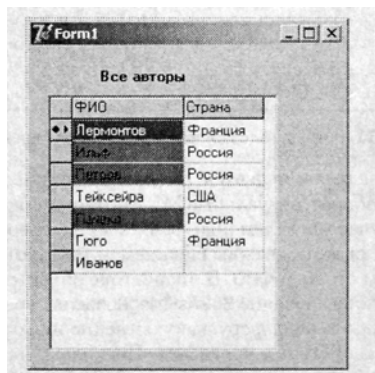 Form1
Все авторы
ФИО Страна
Лермонтов Франция
Ильф Россия
Петров Россия
Тейксейра США
Россия
Гюго Франция
Иванов